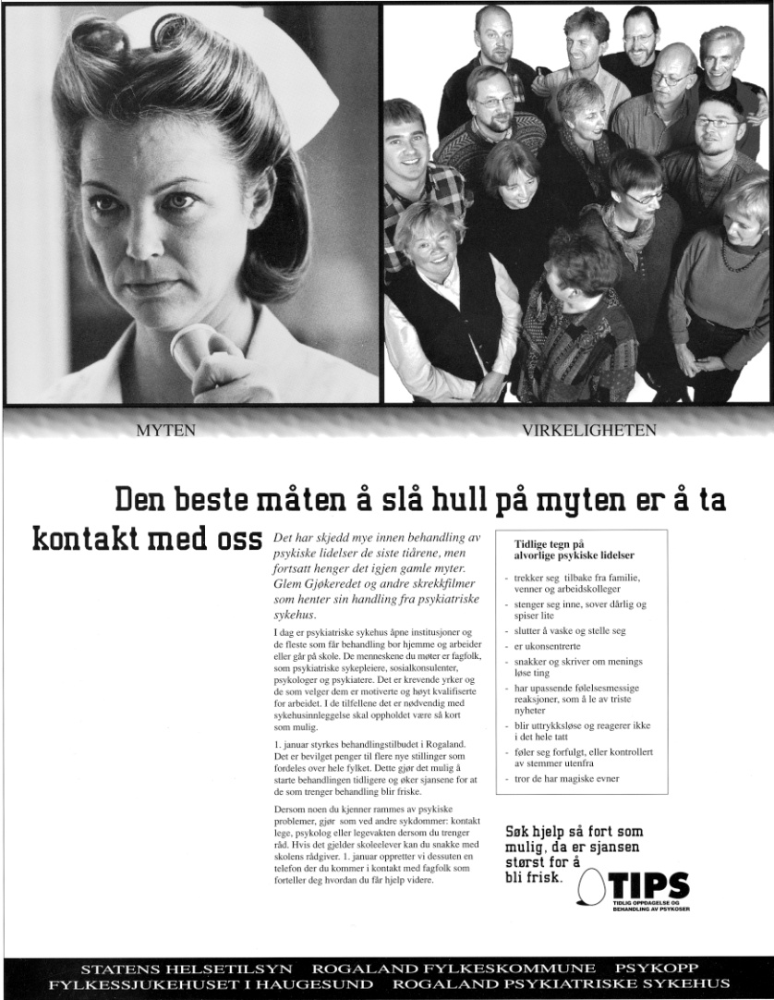 MYTEN
VIRKELIGHETEN
Den beste måten å slå hull på myten er å ta
kontakt med oss
Det har skjedd mye innen behandling av
psykiske lidelser de siste tiårene, men
fortsatt henger det igjen gamle myter.
Glem Gjøkeredet og andre skrekkfilmer
som henter sin handling fra psykiatriske
sykehus.
I dag er psykiatriske sykehus åpne institusjoner og
de fleste som får behandling bor hjemme og arbeider
eller går på skole. De menneskene du møter er fagfolk,
som psykiatriske sykepleiere, sosialkonsulenter,
psykologer og psykiatere. Det er krevende yrker og
de som velger dem er motiverte og høyt kvalifiserte
for arbeidet. I de tilfellene det er nødvendig med
sykehusinnleggelse skal oppholdet være så kort
som mulig.
1. januar styrkes behandlingstilbudet i Rogaland.
Det er bevilget penger til flere nye stillinger som
fordeles over hele fylket. Dette gjør det mulig å
starte behandlingen tidligere og øker sjansene for at
de som trenger behandling blir friske.
Dersom noen du kjenner rammes av psykiske
problemer, gjør som ved andre sykdommer: kontakt
lege, psykolog eller legevakten dersom du trenger
råd. Hvis det gjelder skoleelever kan du snakke med
skolens rådgiver. 1. januar oppretter vi dessuten en
telefon der du kommer i kontakt med fagfolk som
forteller deg hvordan du får hjelp videre.
Tidlige tegn på
alvorlige psykiske lidelser
- trekker seg tilbake fra familie,
venner og arbeidskolleger
- stenger seg inne, sover dårlig og
spiser lite
- slutter å vaske og stelle seg
- er ukonsentrerte
- snakker og skriver om menings
løse ting
- har upassende følelsesmessige
reaksjoner, som å le av triste
nyheter
- blir uttrykksløse og reagerer ikke
i det hele tatt
- føler seg forfulgt, eller kontrollert
av stemmer utenfra
- tror de har magiske evner
Søk hjelp så fort som
mulig, da er sjansen
størst for å
bli frisk.
TIPS
TIDLIG OPPDAGELSE OG
BEHANDLING AV PSYKOSER
STATENS HELSETILSYN ROGALAND FYLKESKOMMUNE PSYKOPP
FYLKESSJUKEHUSET I HAUGESUND ROGALAND PSYKIATRISKE SYKEHUS